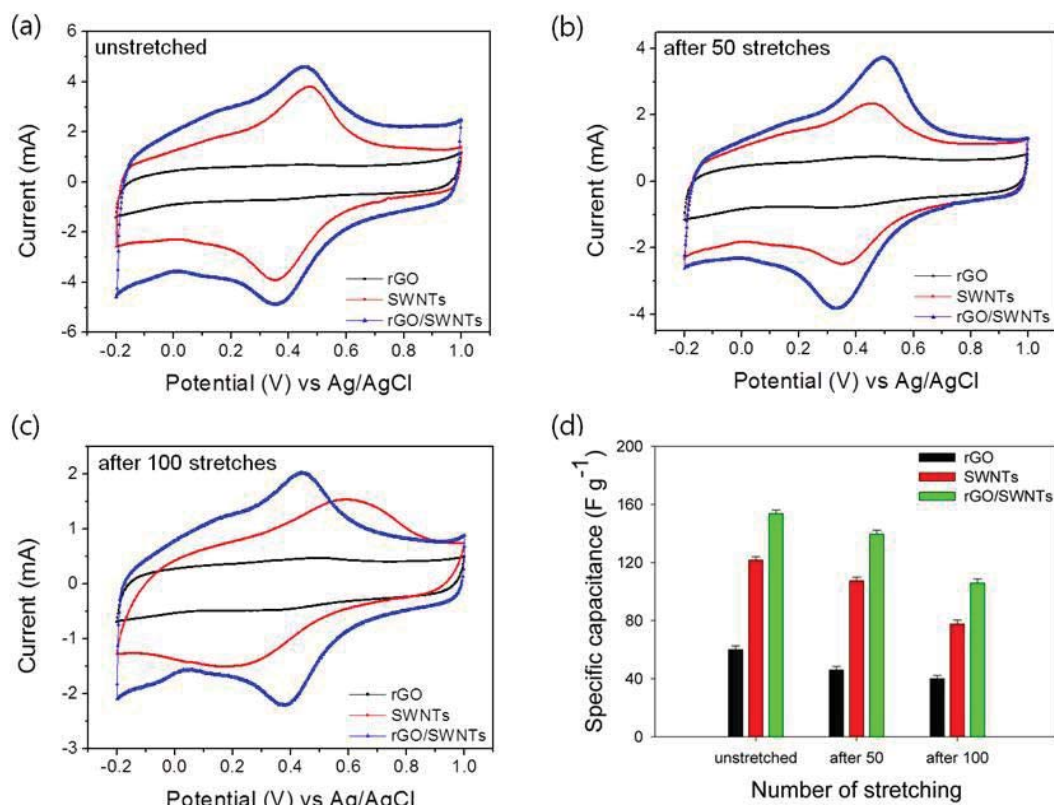 (a)
unstretched
6
4
2
0
-2
-4
-6
Current (mA)
rGO
SWNTs
rGO/SWNTs
-0.2 0.0 0.2 0.4 0.6 0.8 1.0
Potential (V) vs Ag/AgCl
(b)
after 50 stretches
4
2
0
-2
-4
Current (mA)
rGO
SWNTs
rGO/SWNTs
-0.2 0.0 0.2 0.4 0.6 0.8 1.0
Potential (V) vs Ag/AgCl
(c)
after 100 stretches
2
1
0
-1
-2
-3
Current (mA)
rGO
SWNTs
rGO/SWNTs
-0.2 0.0 0.2 0.4 0.6 0.8 1.0
Potential (V) vs Ag/AgCl
(d)
200
160
120
80
40
0
Specific capacitance (F g⁻¹)
rGO
SWNTs
rGO/SWNTs
unstretched after 50 after 100
Number of stretching